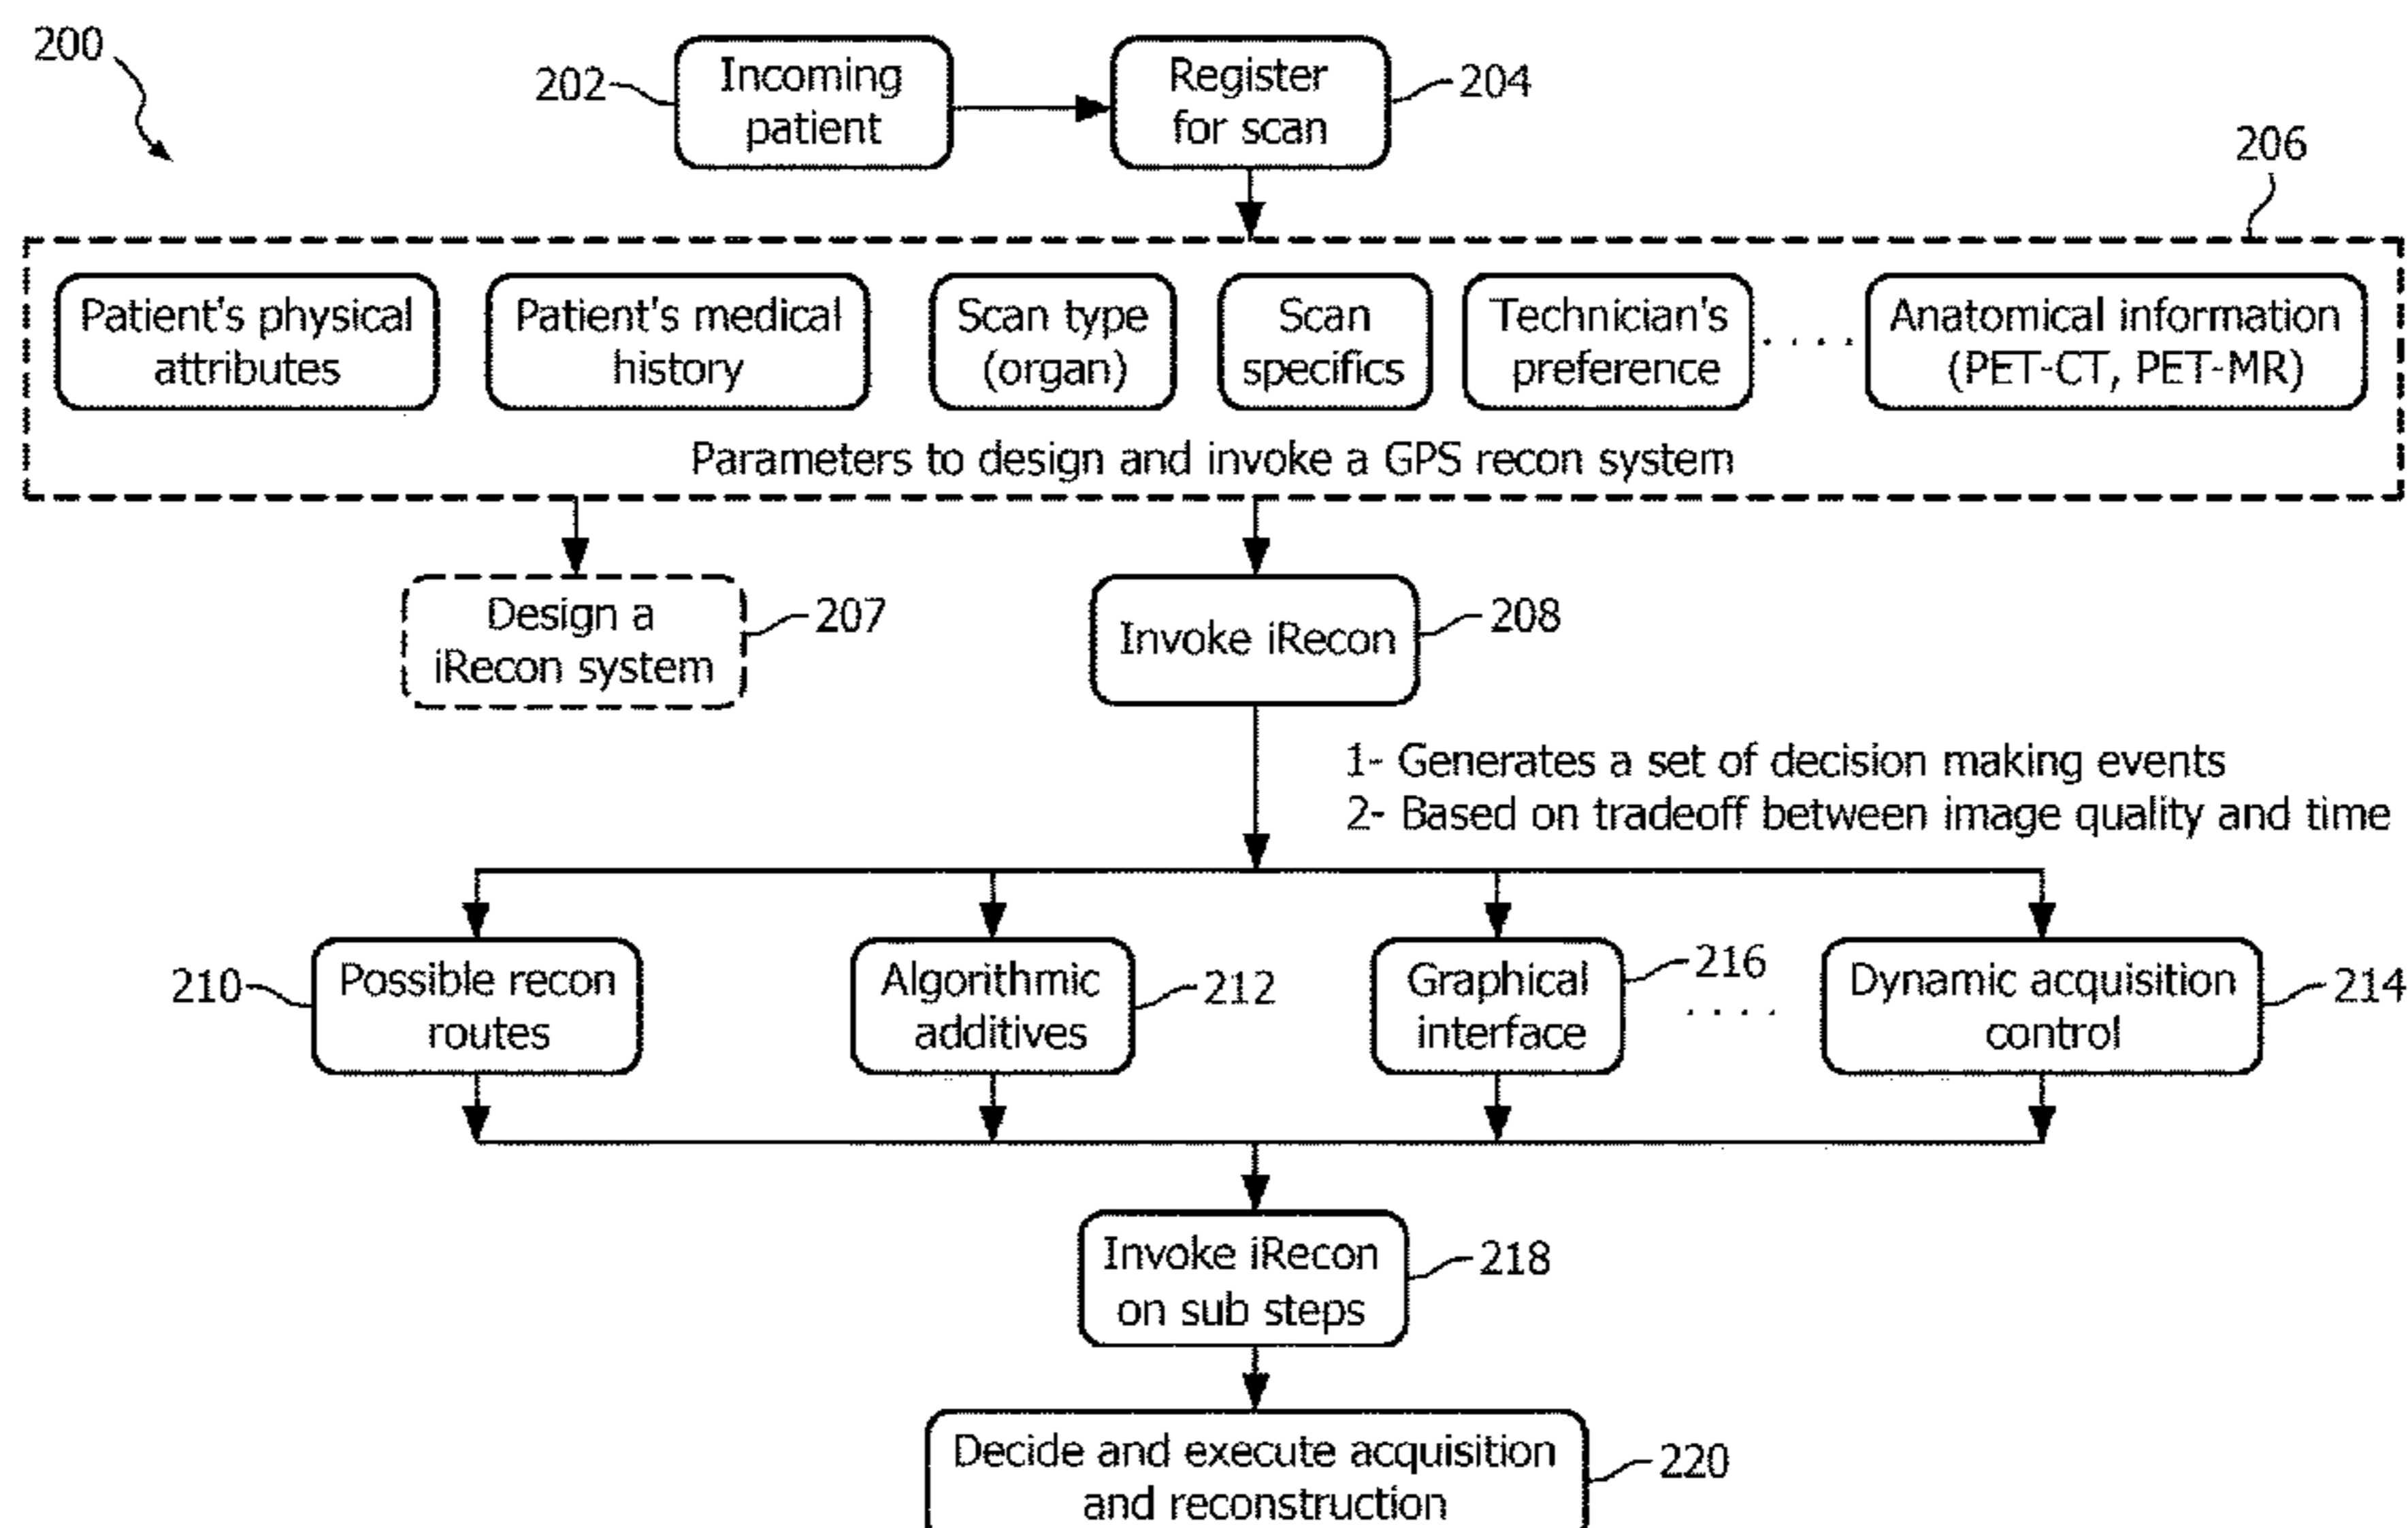 200
202
Incoming
patient
Register
for scan
204
206
Patient's physical
attributes
Patient's medical
history
Scan type
(organ)
Scan
specifics
Technician's
preference
. . . .
Anatomical information
(PET-CT, PET-MR)
Parameters to design and invoke a GPS recon system
Design a
iRecon system
207
Invoke iRecon
208
1- Generates a set of decision making events
2- Based on tradeoff between image quality and time
210
Possible recon
routes
Algorithmic
additives
212
Graphical
interface
216
. . . .
Dynamic acquisition
control
214
Invoke iRecon
on sub steps
218
Decide and execute acquisition
and reconstruction
220